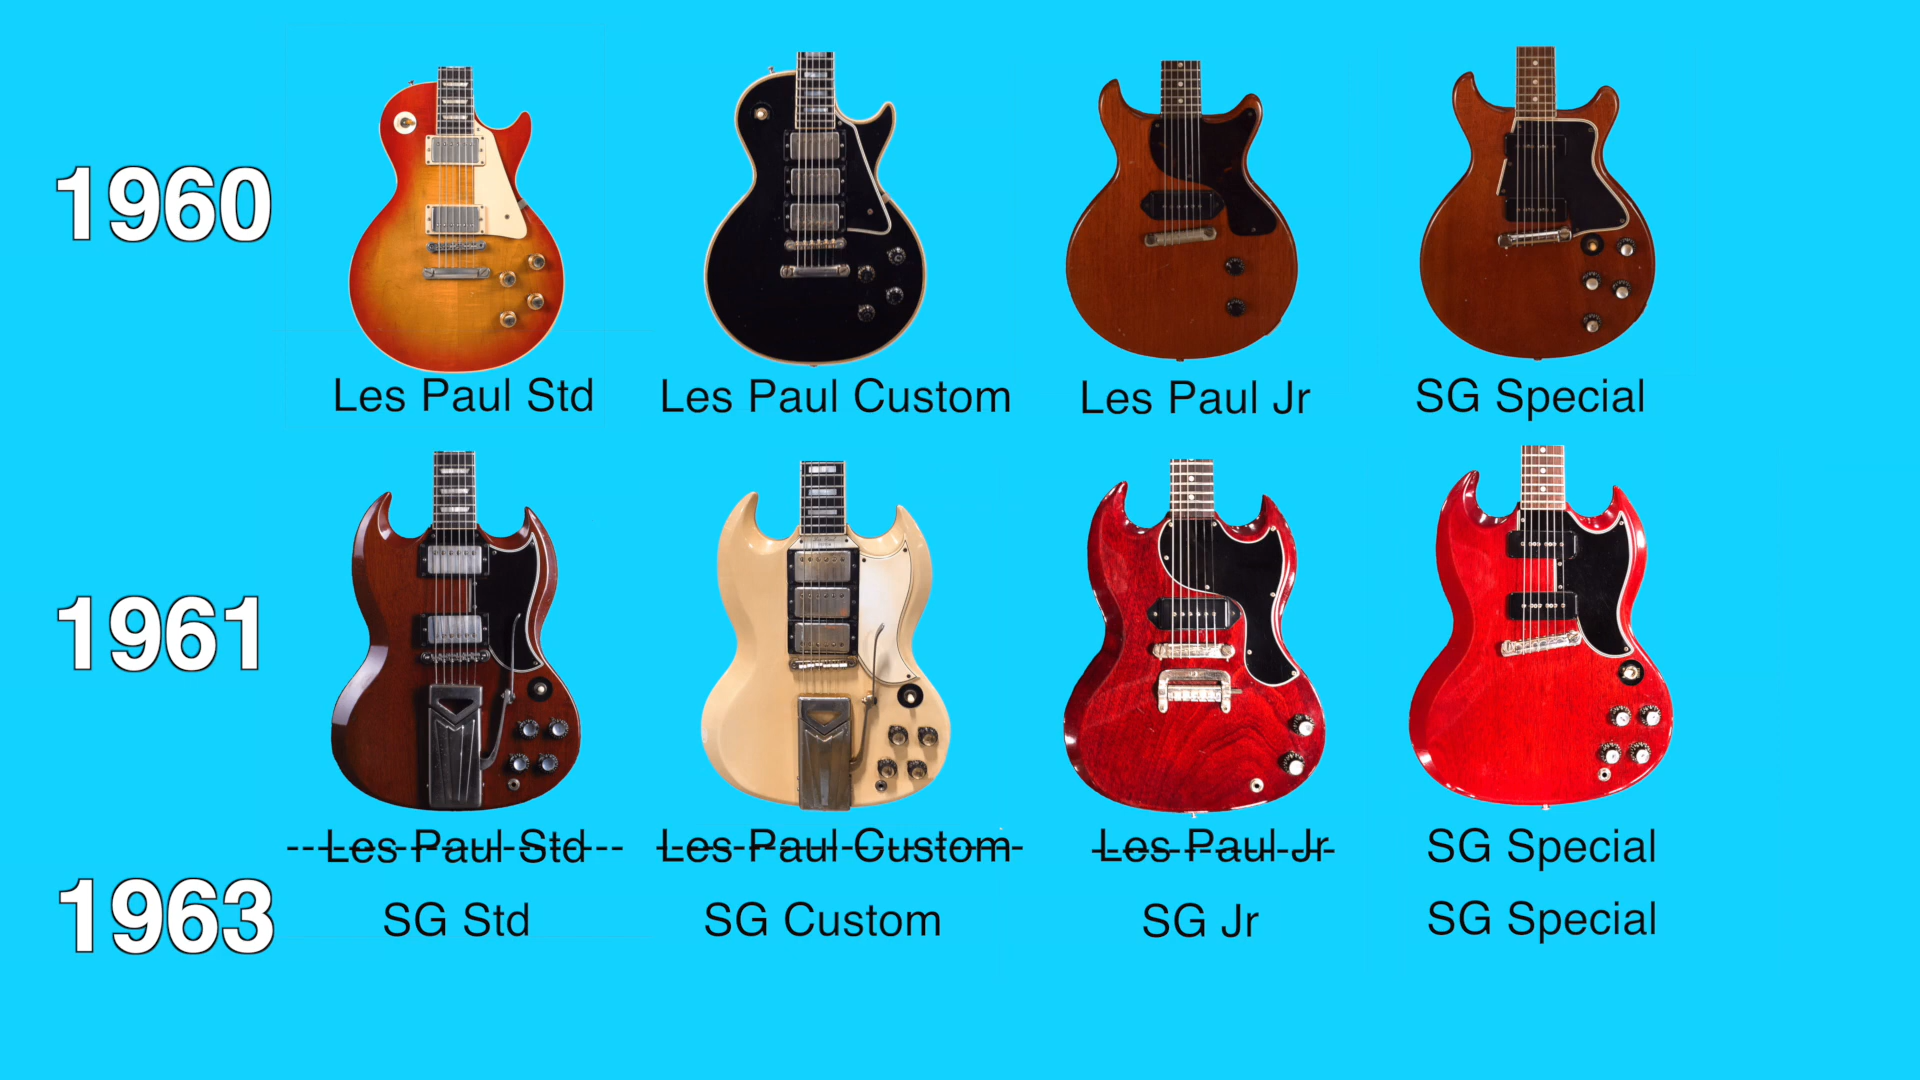 1960
Les Paul Std
Les Paul Custom
Les Paul Jr
SG Special
1961
Les Paul Std
Les Paul Custom
Les Paul Jr
SG Special
1963
SG Std
SG Custom
SG Jr
SG Special